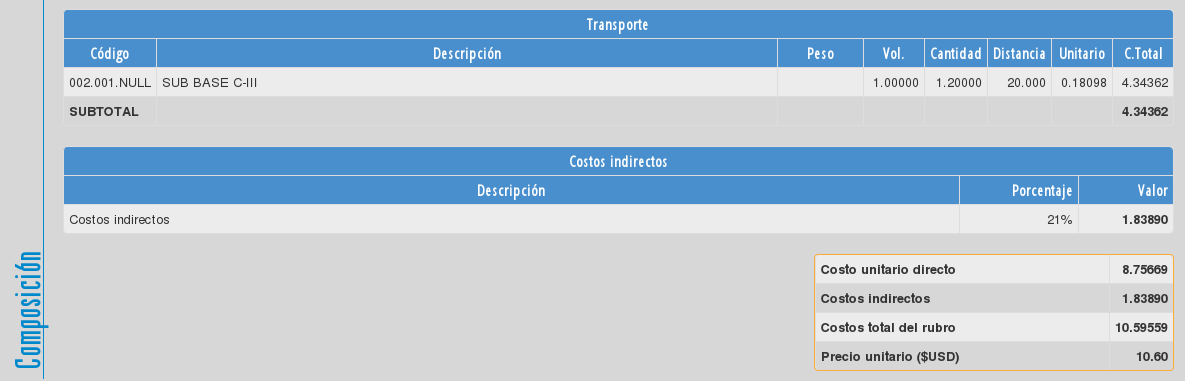 Transporte
Código Descripción Peso Vol. Cantidad Distancia Unitario C.Total
002.001.NULL SUB BASE C-III 1.00000 1.20000 20.000 0.18098 4.34362
SUBTOTAL 4.34362
Costos indirectos
Descripción Porcentaje Valor
Costos indirectos 21% 1.83890
Composición
Costo unitario directo 8.75669
Costos indirectos 1.83890
Costos total del rubro 10.59559
Precio unitario ($USD) 10.60